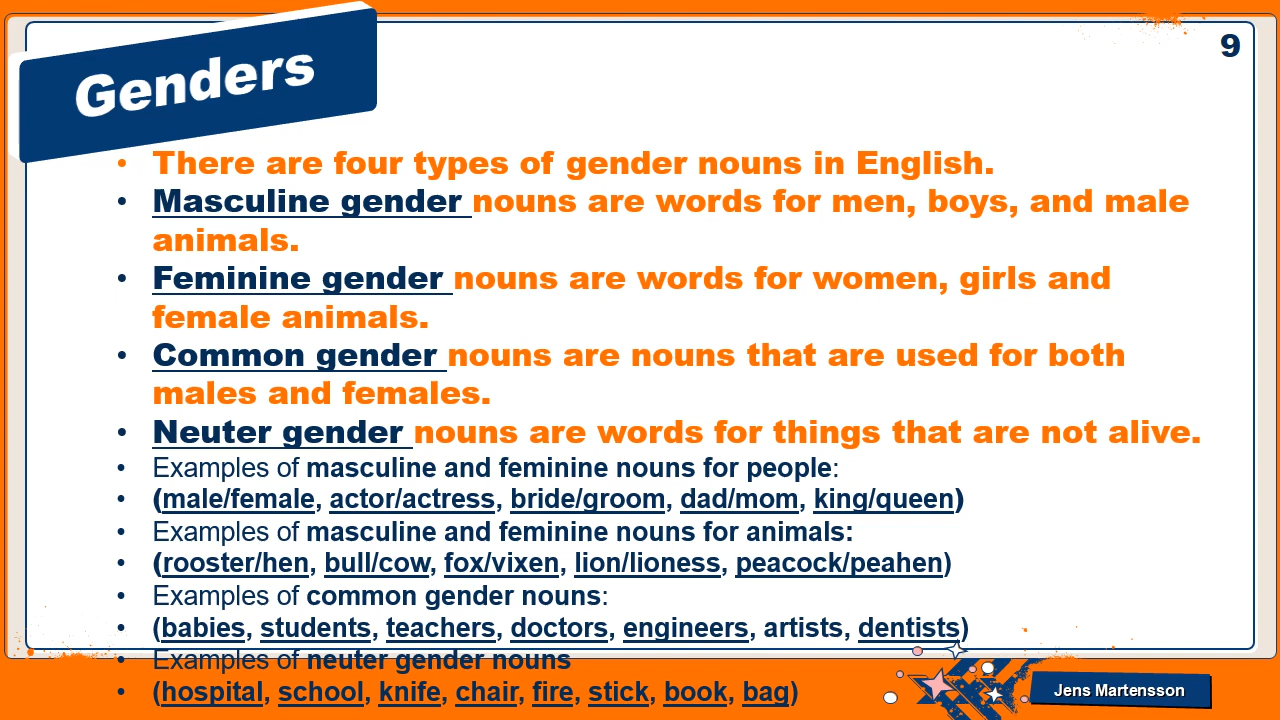 Genders
9
• There are four types of gender nouns in English.
• Masculine gender nouns are words for men, boys, and male
animals.
• Feminine gender nouns are words for women, girls and
female animals.
• Common gender nouns are nouns that are used for both
males and females.
• Neuter gender nouns are words for things that are not alive.
• Examples of masculine and feminine nouns for people:
• (male/female, actor/actress, bride/groom, dad/mom, king/queen)
• Examples of masculine and feminine nouns for animals:
• (rooster/hen, bull/cow, fox/vixen, lion/lioness, peacock/peahen)
• Examples of common gender nouns:
• (babies, students, teachers, doctors, engineers, artists, dentists)
• Examples of neuter gender nouns
• (hospital, school, knife, chair, fire, stick, book, bag)
Jens Martensson